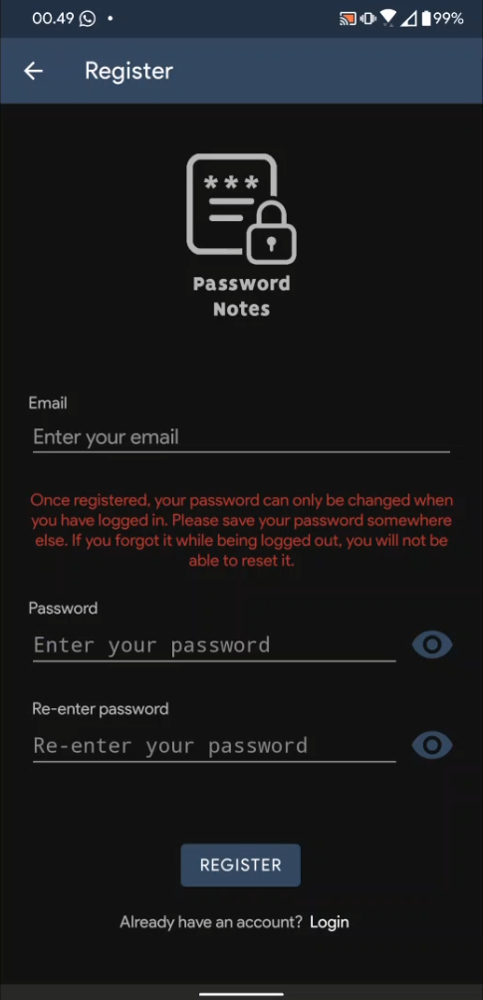 00.49
99%
Register
***
Password
Notes
Email
Enter your email
Once registered, your password can only be changed when
you have logged in. Please save your password somewhere
else. If you forgot it while being logged out, you will not be
able to reset it.
Password
Enter your password
Re-enter password
Re-enter your password
REGISTER
Already have an account? Login